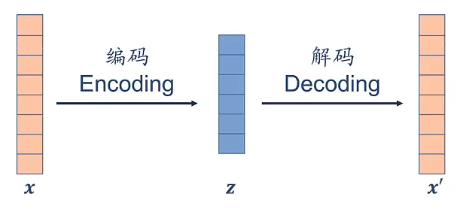 编码
Encoding
解码
Decoding
x
z
x′